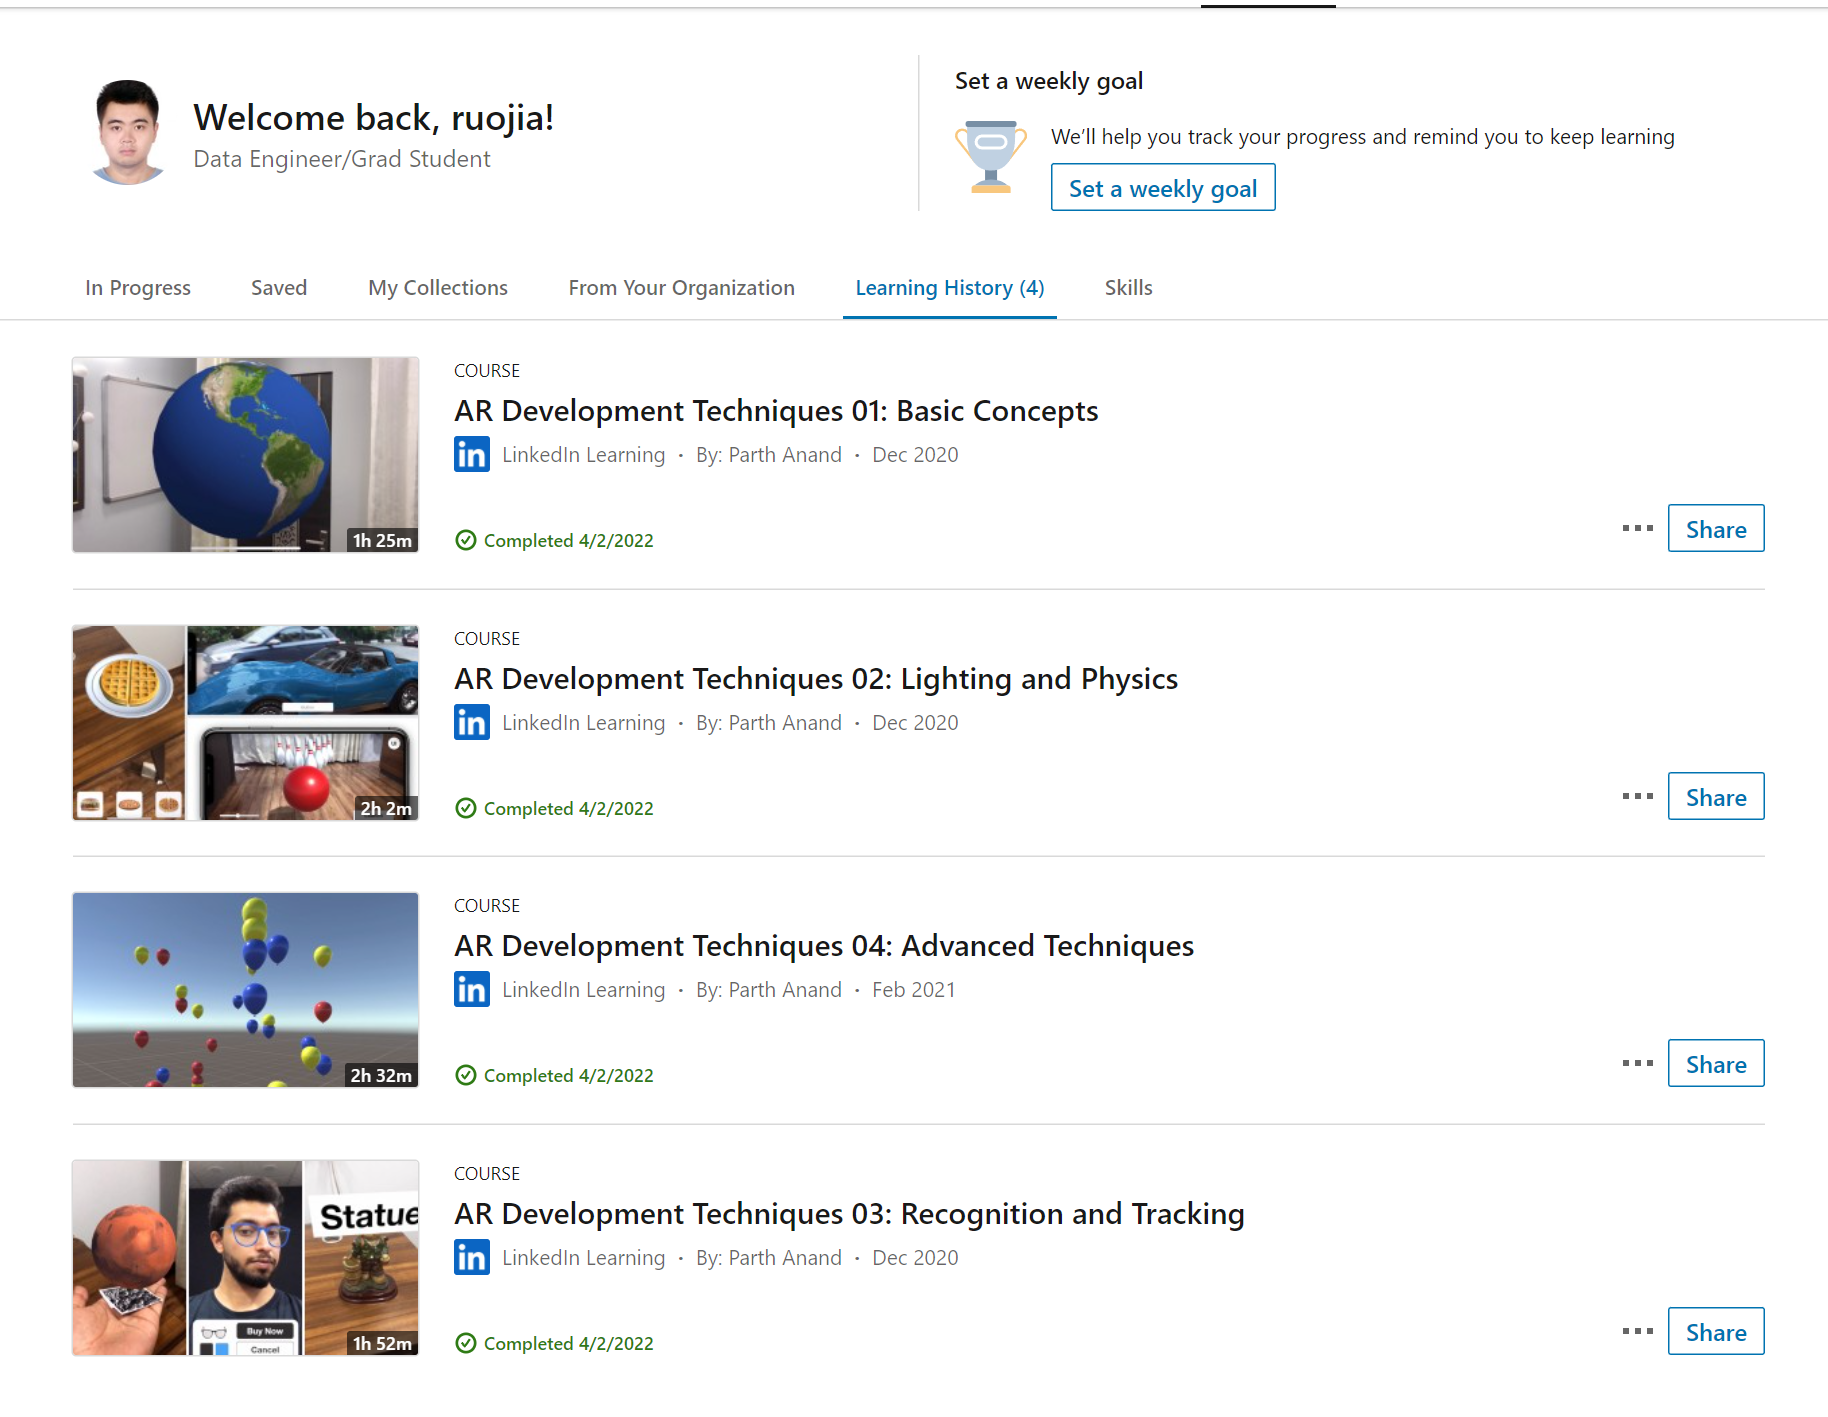 Welcome back, ruojia!
Data Engineer/Grad Student
Set a weekly goal
We’ll help you track your progress and remind you to keep learning
Set a weekly goal
In Progress Saved My Collections From Your Organization Learning History (4) Skills
1h 25m
COURSE
AR Development Techniques 01: Basic Concepts
in LinkedIn Learning · By: Parth Anand · Dec 2020
Completed 4/2/2022
Share
2h 2m
COURSE
AR Development Techniques 02: Lighting and Physics
in LinkedIn Learning · By: Parth Anand · Dec 2020
Completed 4/2/2022
Share
2h 32m
COURSE
AR Development Techniques 04: Advanced Techniques
in LinkedIn Learning · By: Parth Anand · Feb 2021
Completed 4/2/2022
Share
Statue
Buy Now
Cancel
1h 52m
COURSE
AR Development Techniques 03: Recognition and Tracking
in LinkedIn Learning · By: Parth Anand · Dec 2020
Completed 4/2/2022
Share